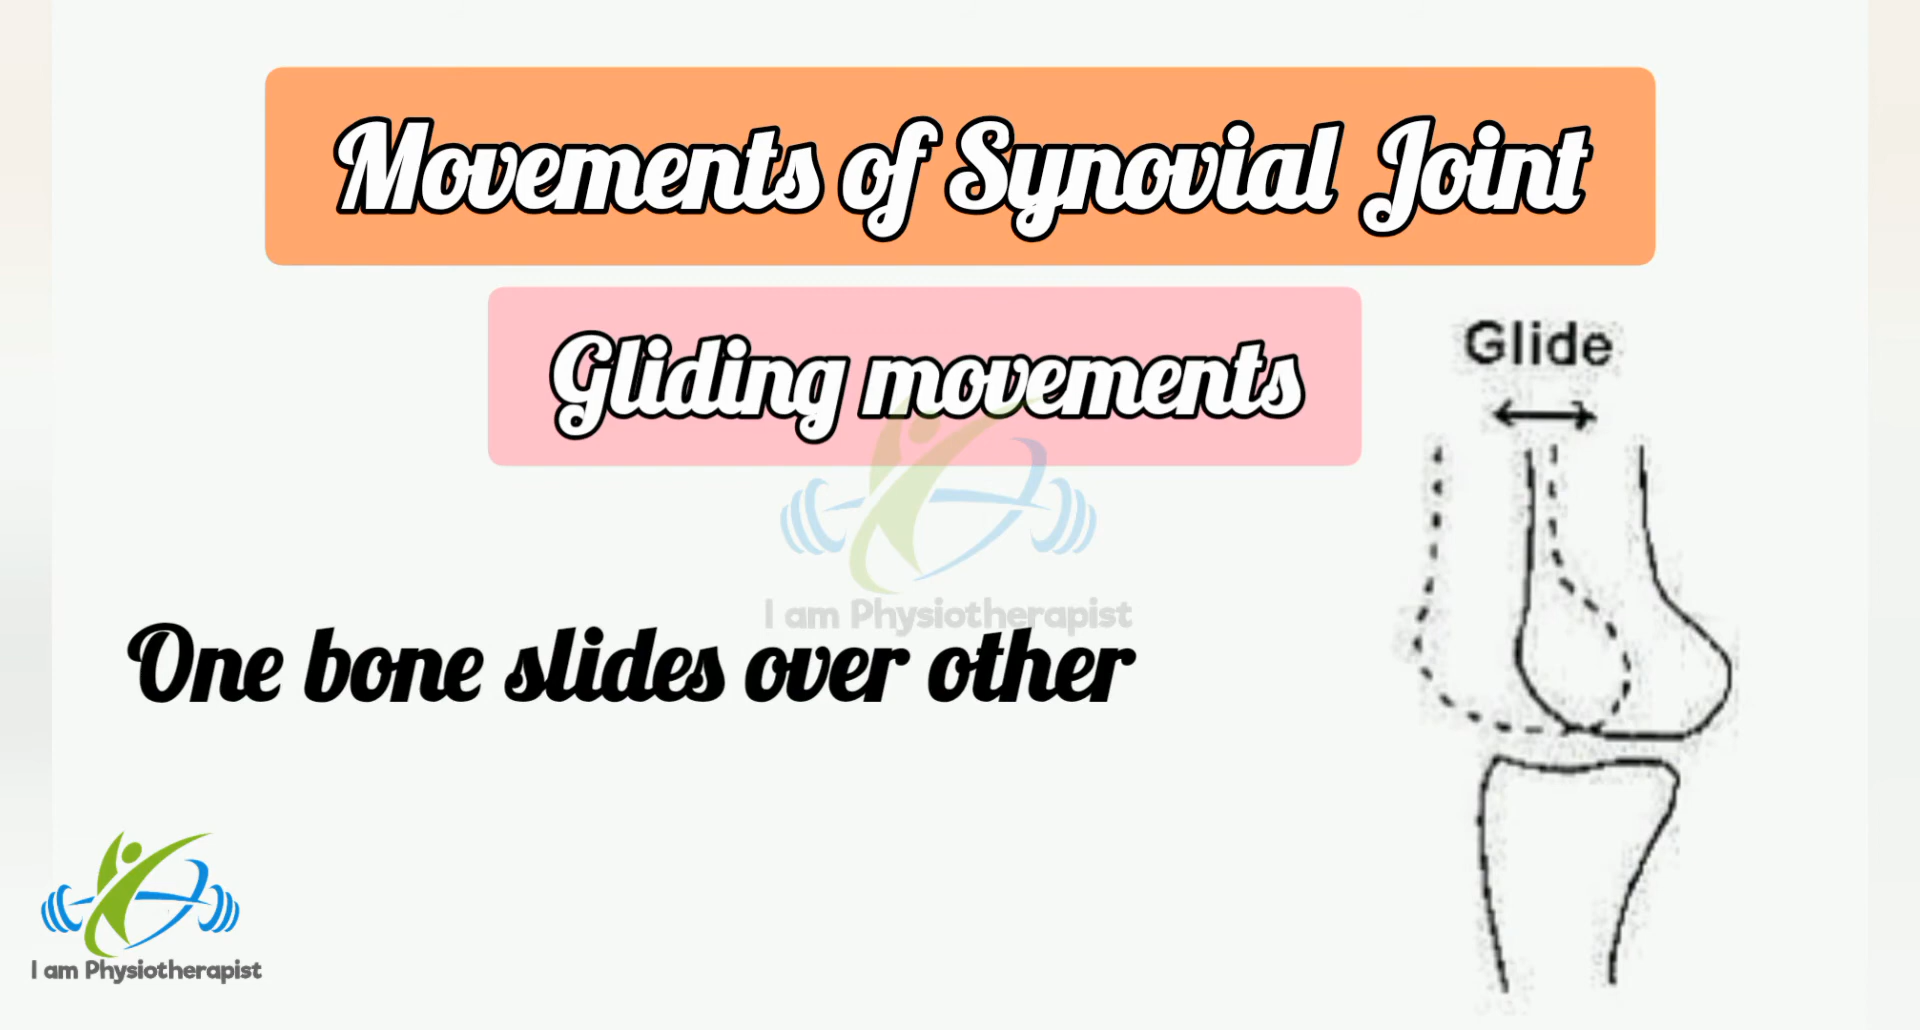 Movements of Synovial Joint
Gliding movements
Glide
I am Physiotherapist
One bone slides over other
I am Physiotherapist